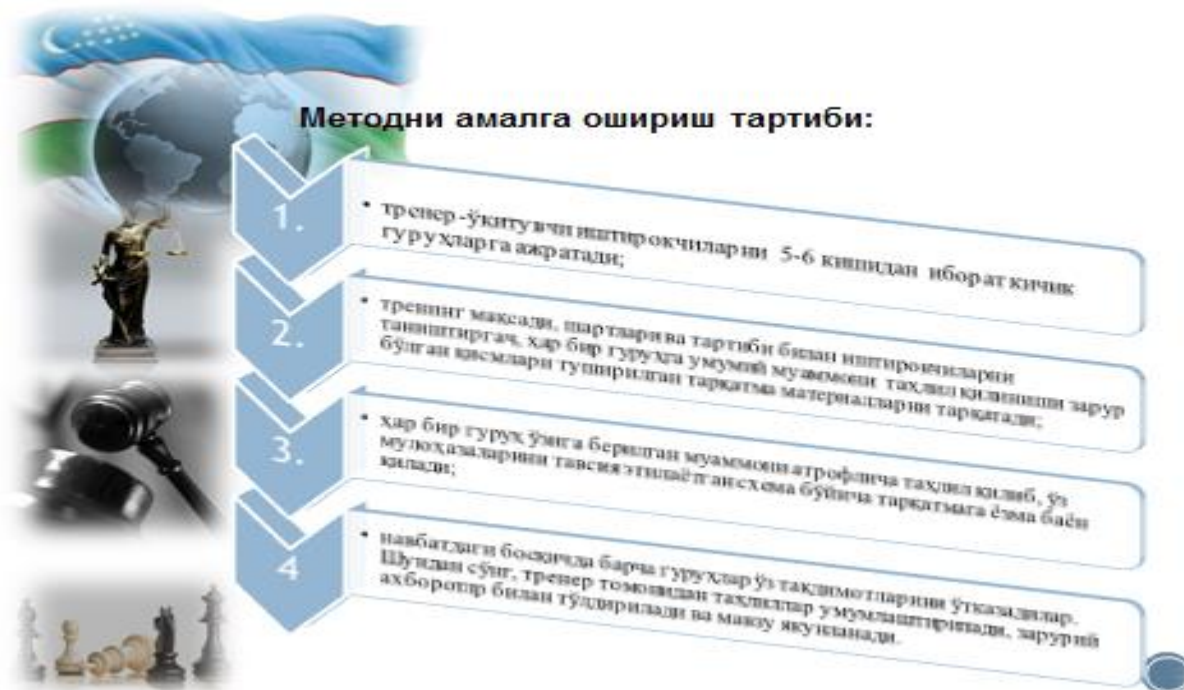 Методни амалга ошириш тартиби:
1.
• тренер-ўқитувчи иштирокчиларни 5-6 кишидан иборат кичик
гуруҳларга ажратади;
2.
• тренинг мақсади, шартлари ва тартиби билан иштирокчиларни
таништиргач, ҳар бир гуруҳга умумий муаммони таҳлил қилиниши зарур
бўлган қисмлари туширилган тарқатма материалларни тарқатади;
3.
• ҳар бир гуруҳ ўзига берилган муаммони атрофлича таҳлил қилиб, ўз
мулоҳазаларини тавсия этилаётган схема бўйича тарқатмага ёзма баён
қилади;
4
• навбатдаги босқичда барча гуруҳлар ўз тақдимотларини ўтказадилар.
Шундан сўнг, тренер томонидан таҳлиллар умумлаштирилади, зарурий
ахборотлр билан тўлдирилади ва мавзу якунланади.